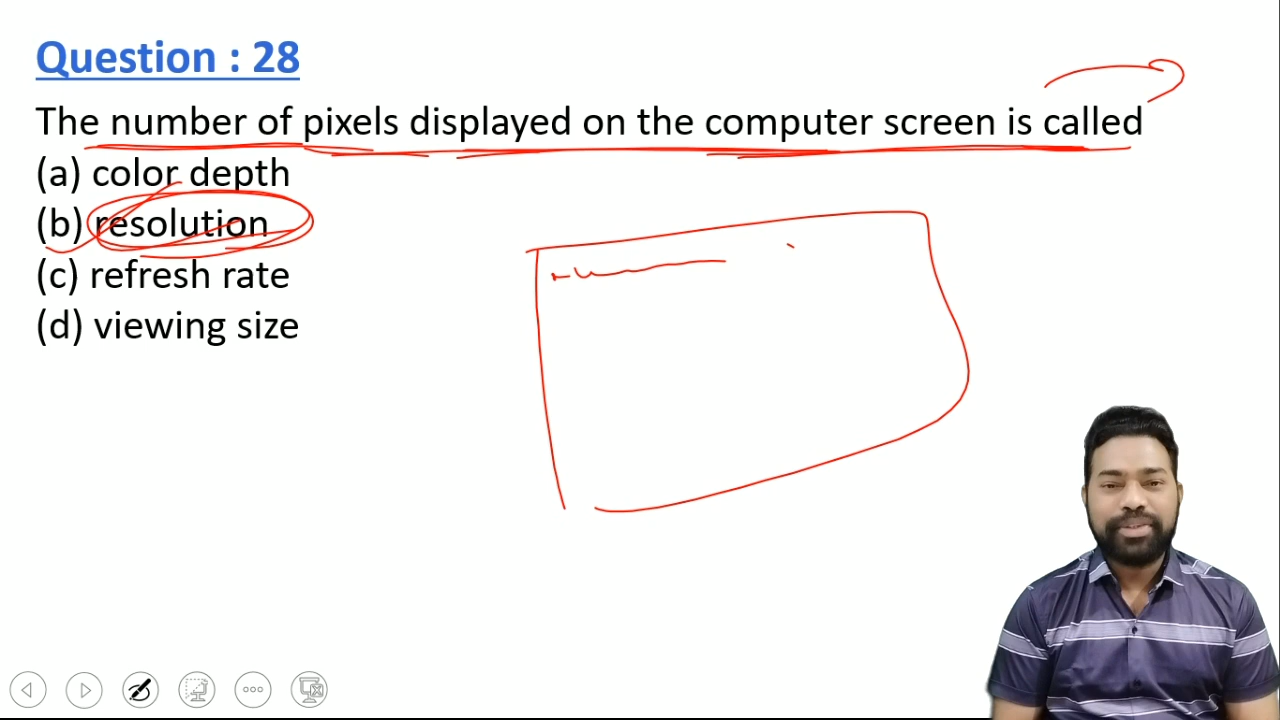 Question : 28
The number of pixels displayed on the computer screen is called
(a) color depth
(b) resolution
(c) refresh rate
(d) viewing size